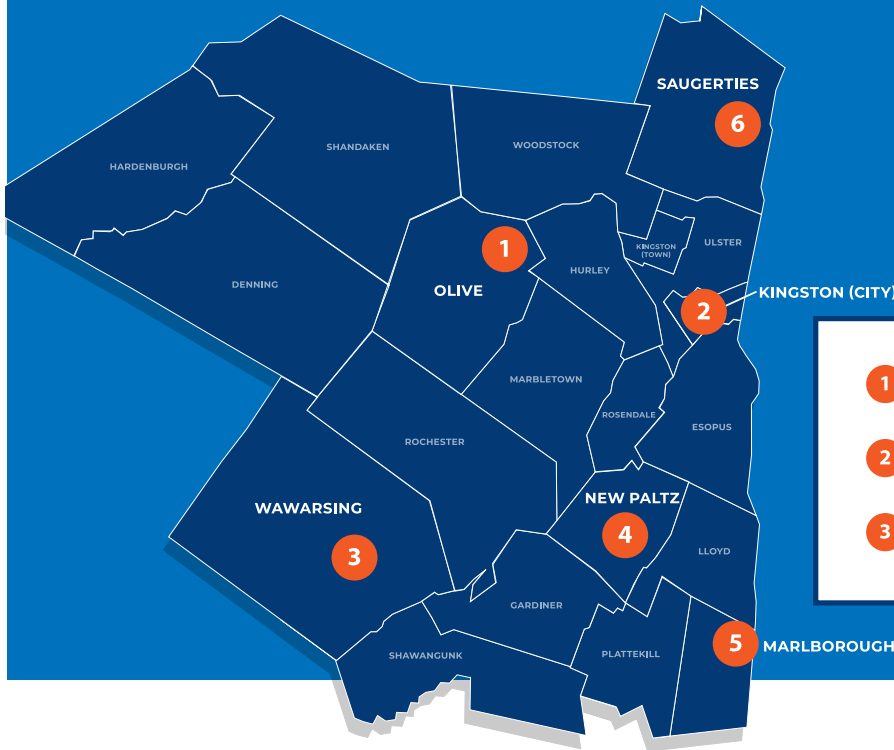 SAUGERTIES
6
SHANDAKEN
WOODSTOCK
HARDENBURGH
KINGSTON
(TOWN)
ULSTER
1
HURLEY
DENNING
OLIVE
KINGSTON (CITY)
2
MARBLETOWN
1
ROSENDALE
ESOPUS
ROCHESTER
2
NEW PALTZ
WAWARSING
3
4
3
LLOYD
GARDINER
5
MARLBOROUGH
SHAWANGUNK
PLATTEKILL